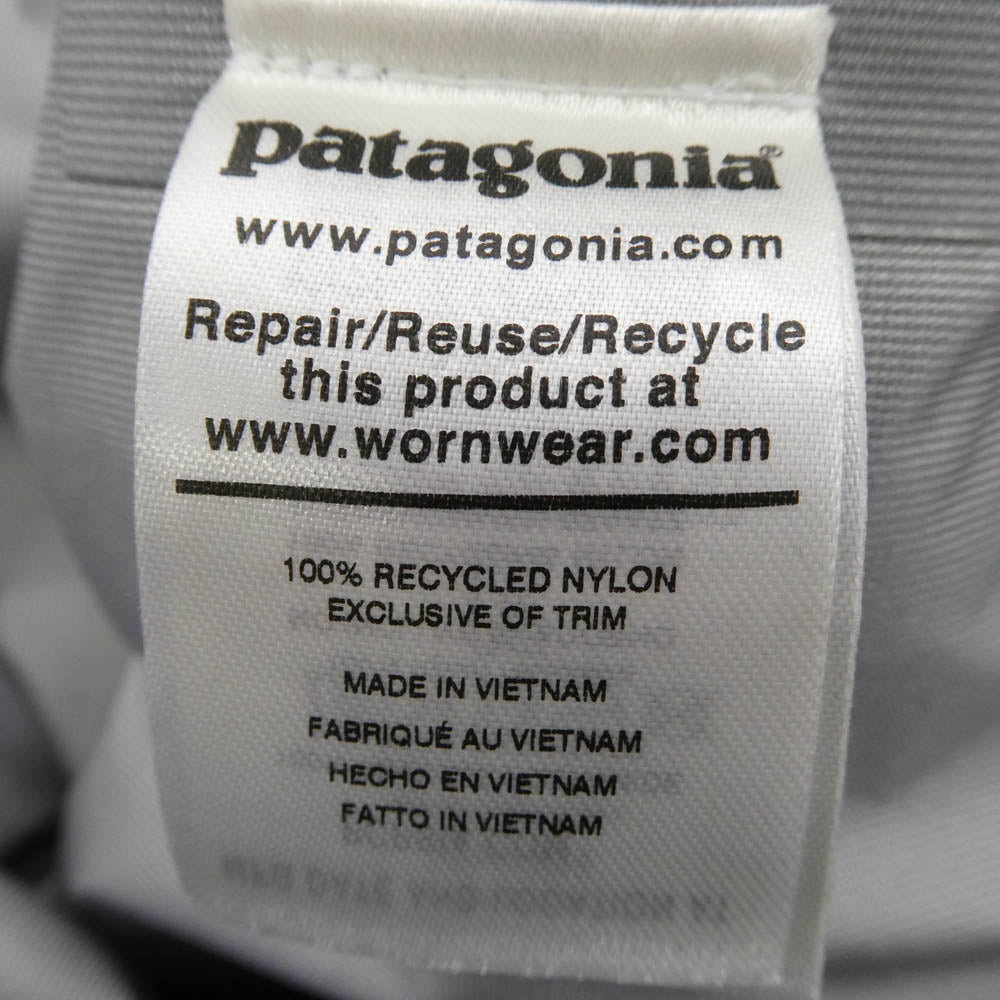 patagonia®
www.patagonia.com
Repair/Reuse/Recycle
this product at
www.wornwear.com
100% RECYCLED NYLON
EXCLUSIVE OF TRIM
MADE IN VIETNAM
FABRIQUÉ AU VIETNAM
HECHO EN VIETNAM
FATTO IN VIETNAM